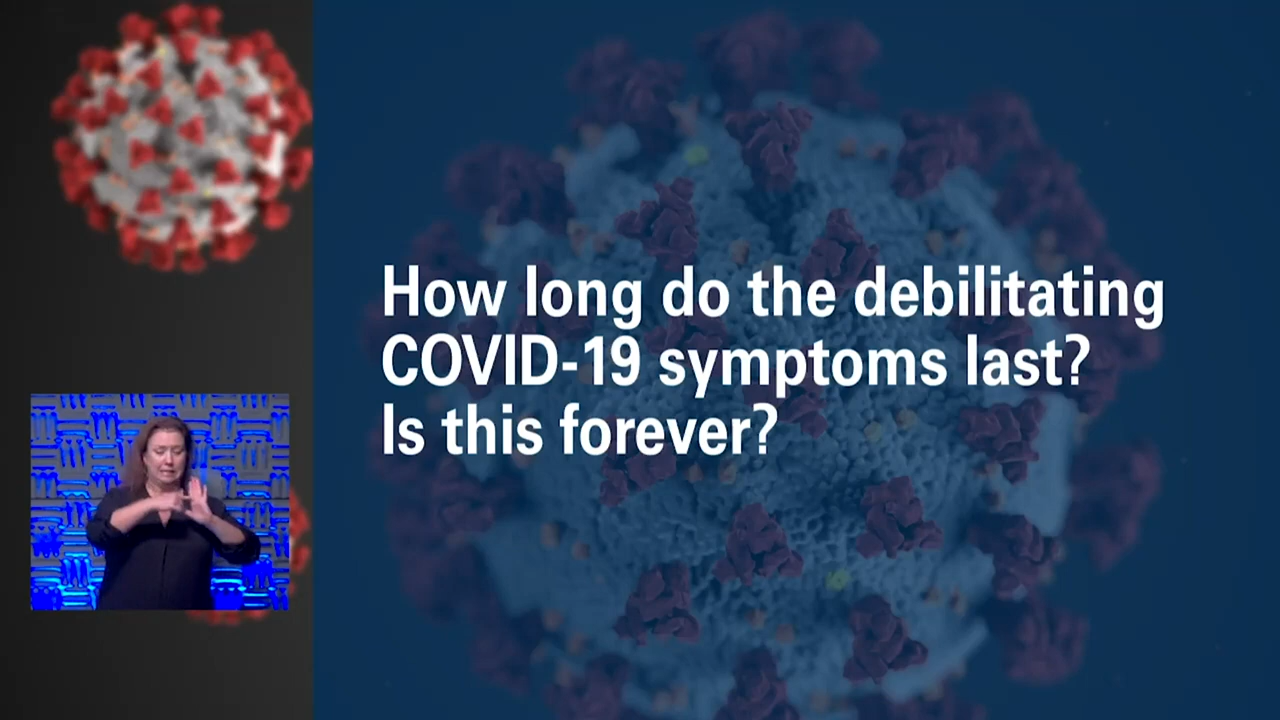 How long do the debilitating
COVID-19 symptoms last?
Is this forever?